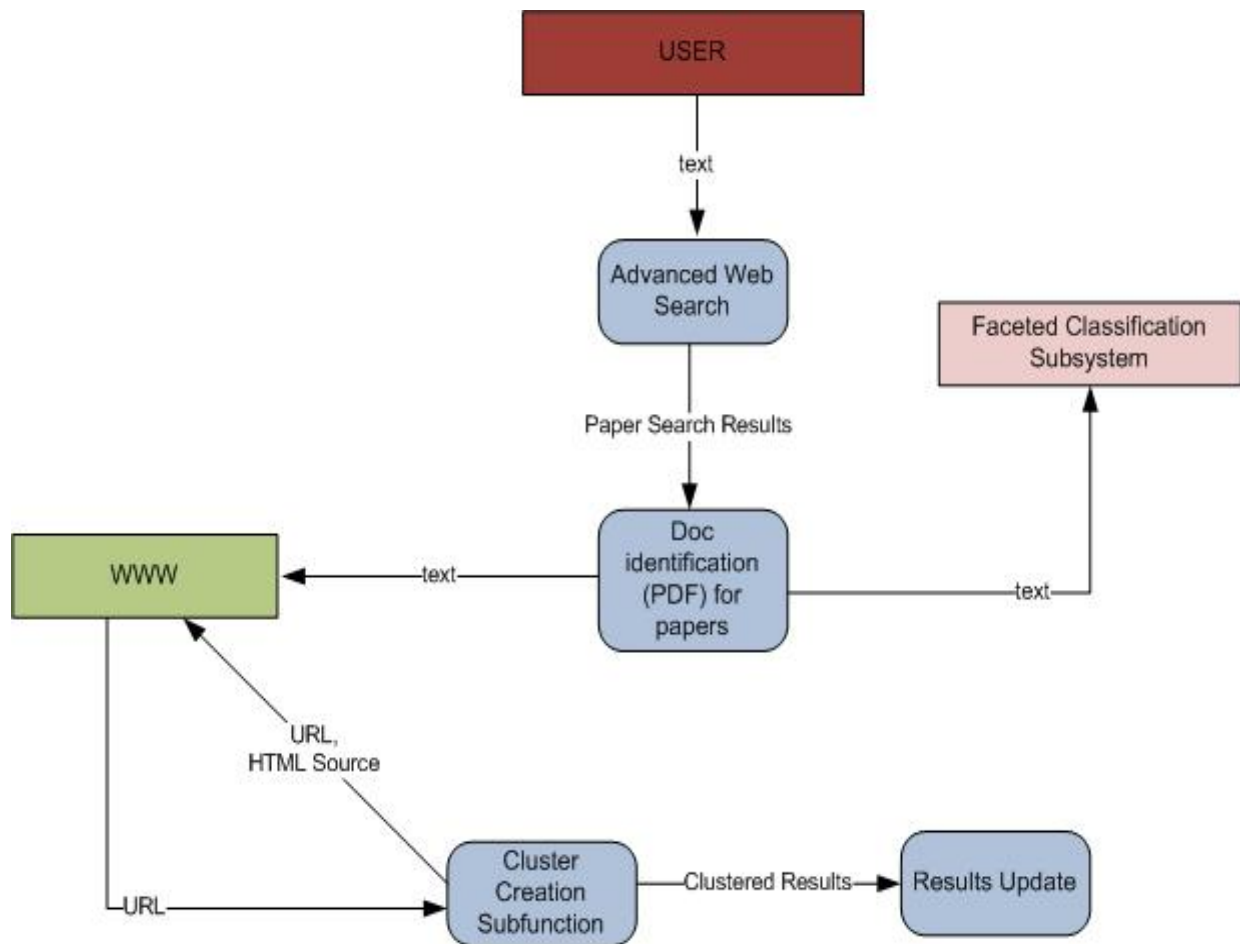 USER
text
Advanced Web
Search
Faceted Classification
Subsystem
Paper Search Results
Doc
identification
(PDF) for
papers
WWW
text
text
URL,
HTML Source
Cluster
Creation
Subfunction
Clustered Results
Results Update
URL